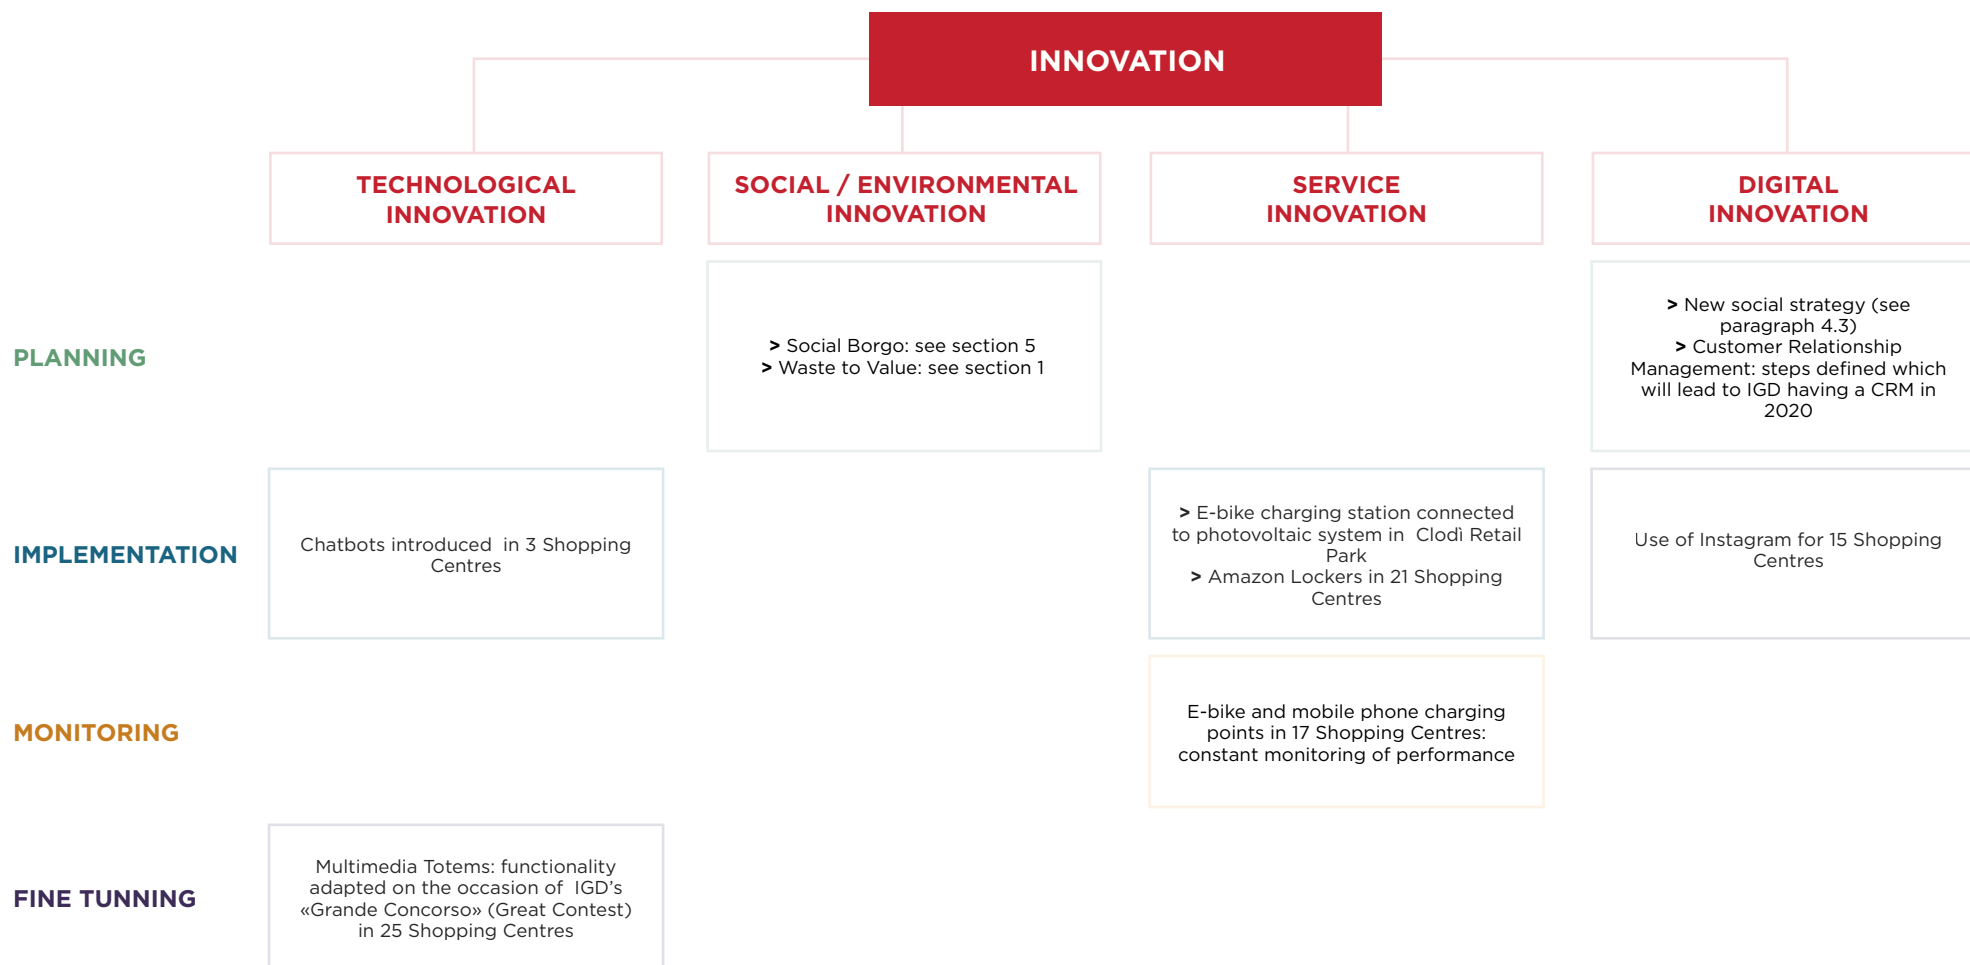 INNOVATION
TECHNOLOGICAL
INNOVATION
SOCIAL / ENVIRONMENTAL
INNOVATION
SERVICE
INNOVATION
DIGITAL
INNOVATION
PLANNING
> Social Borgo: see section 5
> Waste to Value: see section 1
> New social strategy (see
paragraph 4.3)
> Customer Relationship
Management: steps defined which
will lead to IGD having a CRM in
2020
IMPLEMENTATION
Chatbots introduced in 3 Shopping
Centres
> E-bike charging station connected
to photovoltaic system in Clodì Retail
Park
> Amazon Lockers in 21 Shopping
Centres
Use of Instagram for 15 Shopping
Centres
MONITORING
E-bike and mobile phone charging
points in 17 Shopping Centres:
constant monitoring of performance
FINE TUNNING
Multimedia Totems: functionality
adapted on the occasion of IGD’s
«Grande Concorso» (Great Contest)
in 25 Shopping Centres